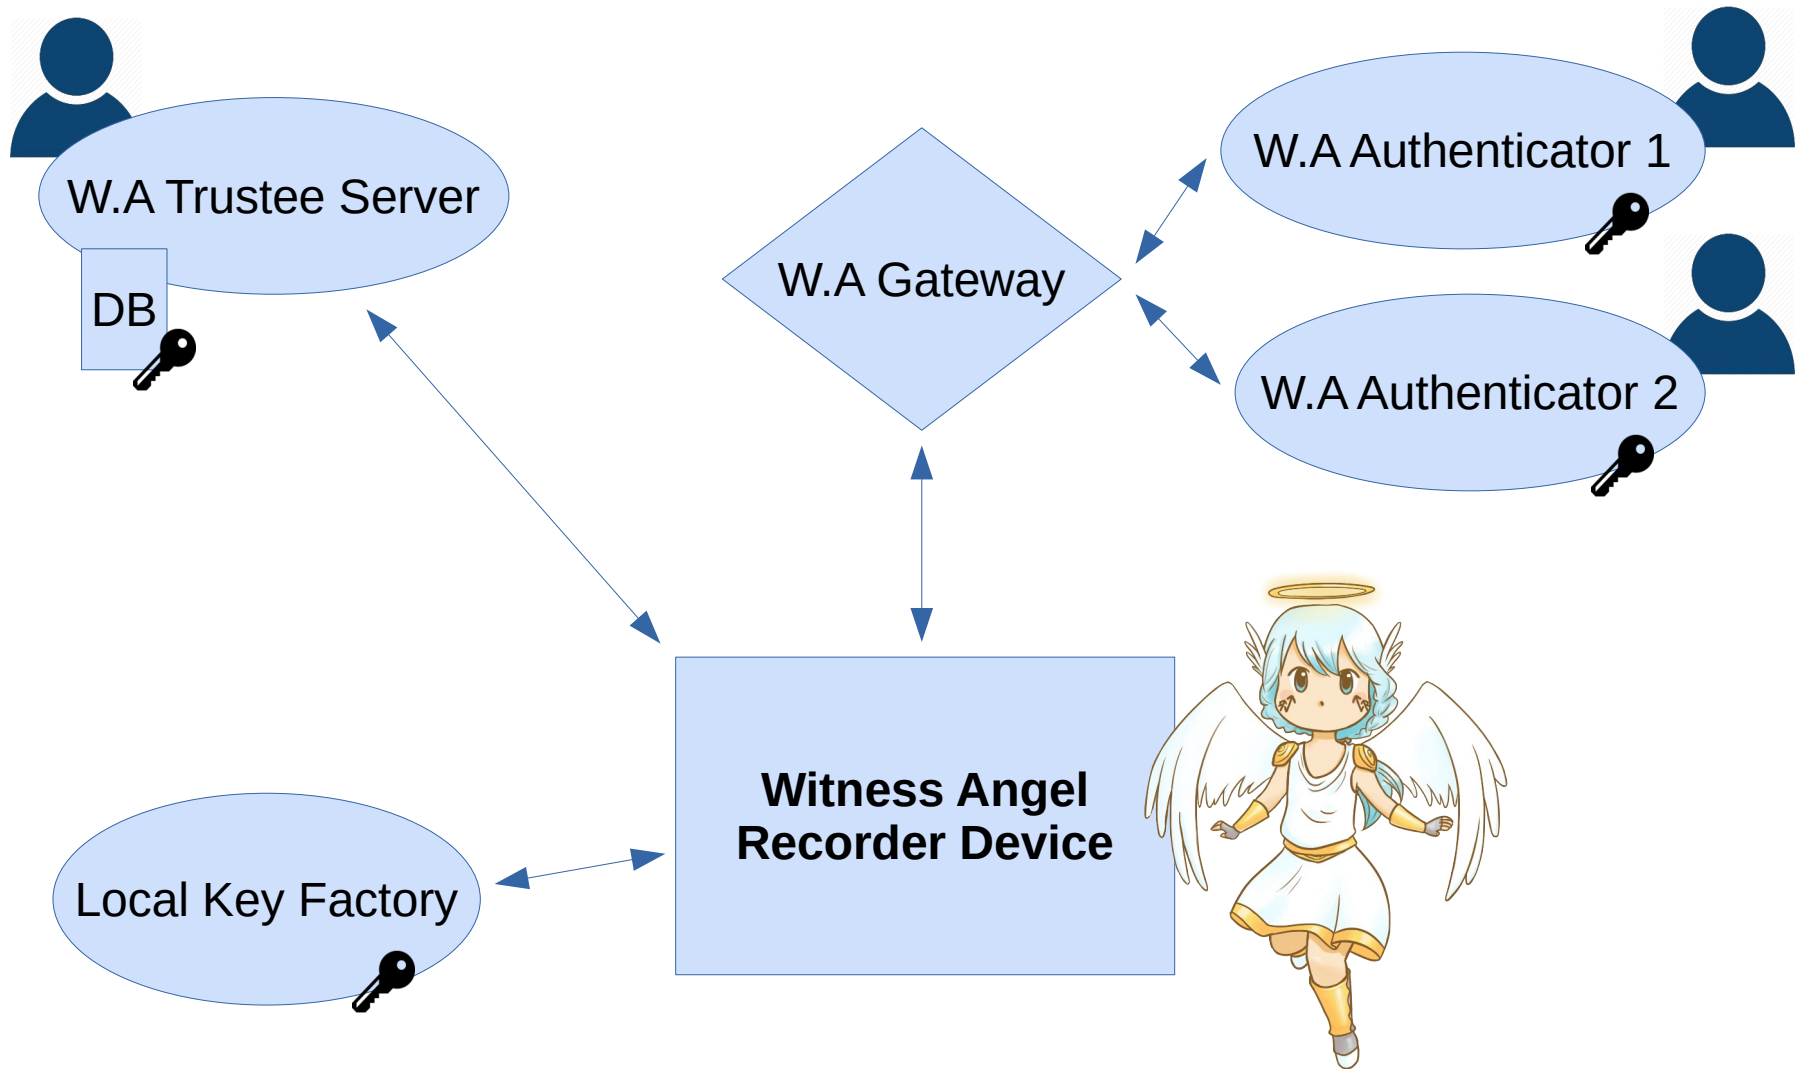 W.A Trustee Server
DB
W.A Gateway
W.A Authenticator 1
W.A Authenticator 2
Witness Angel
Recorder Device
Local Key Factory